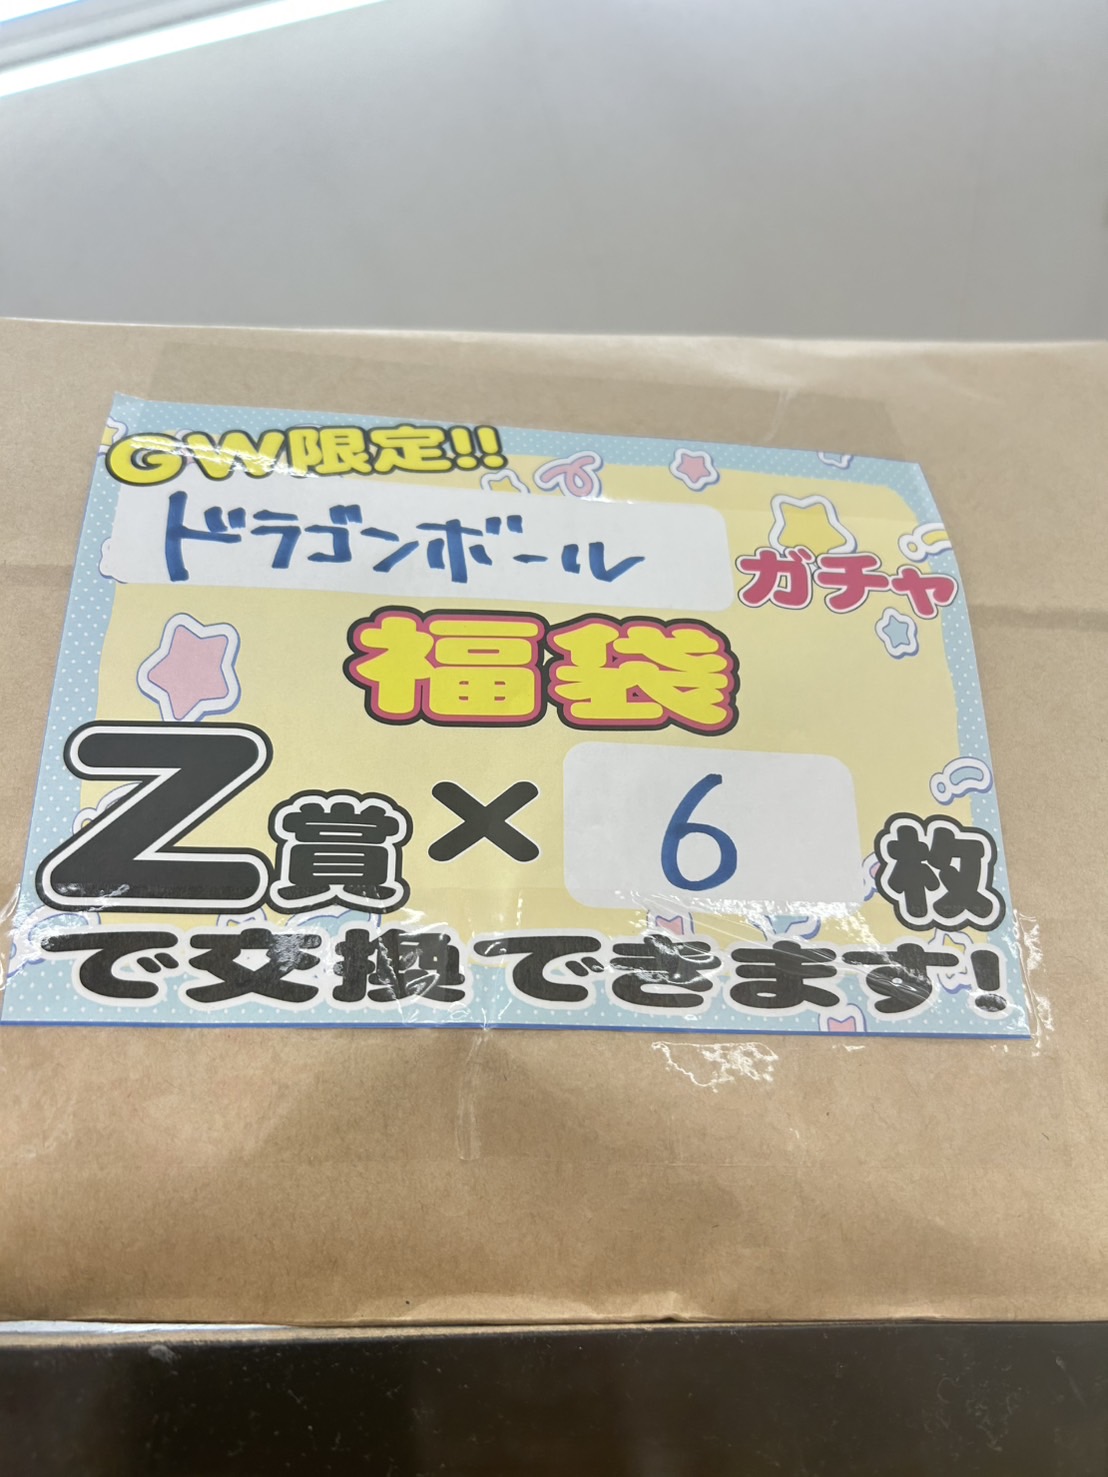 GW限定!!
ドラゴンボール
ガチャ
福袋
Z賞×6枚
で交換できます!